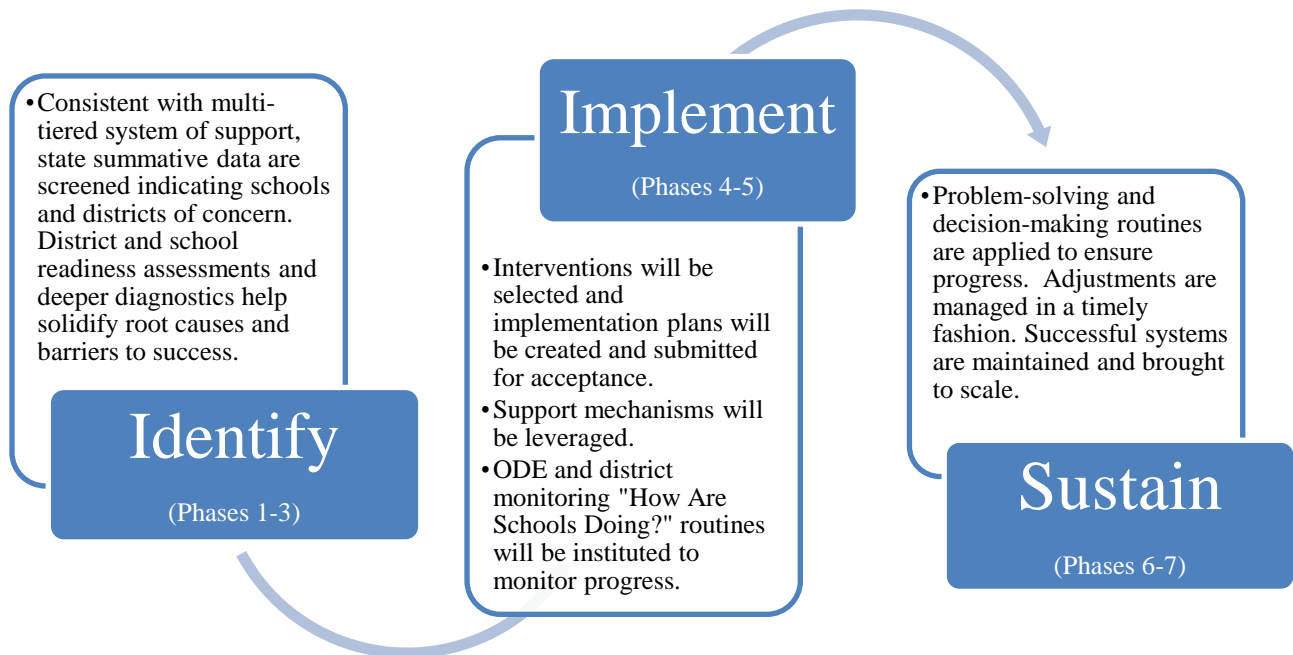 •Consistent with multi-
tiered system of support,
state summative data are
screened indicating schools
and districts of concern.
District and school
readiness assessments and
deeper diagnostics help
solidify root causes and
barriers to success.
Identify
(Phases 1-3)
Implement
(Phases 4-5)
•Interventions will be
selected and
implementation plans will
be created and submitted
for acceptance.
•Support mechanisms will
be leveraged.
•ODE and district
monitoring "How Are
Schools Doing?" routines
will be instituted to
monitor progress.
•Problem-solving and
decision-making routines
are applied to ensure
progress.  Adjustments are
managed in a timely
fashion. Successful systems
are maintained and brought
to scale.
Sustain
(Phases 6-7)